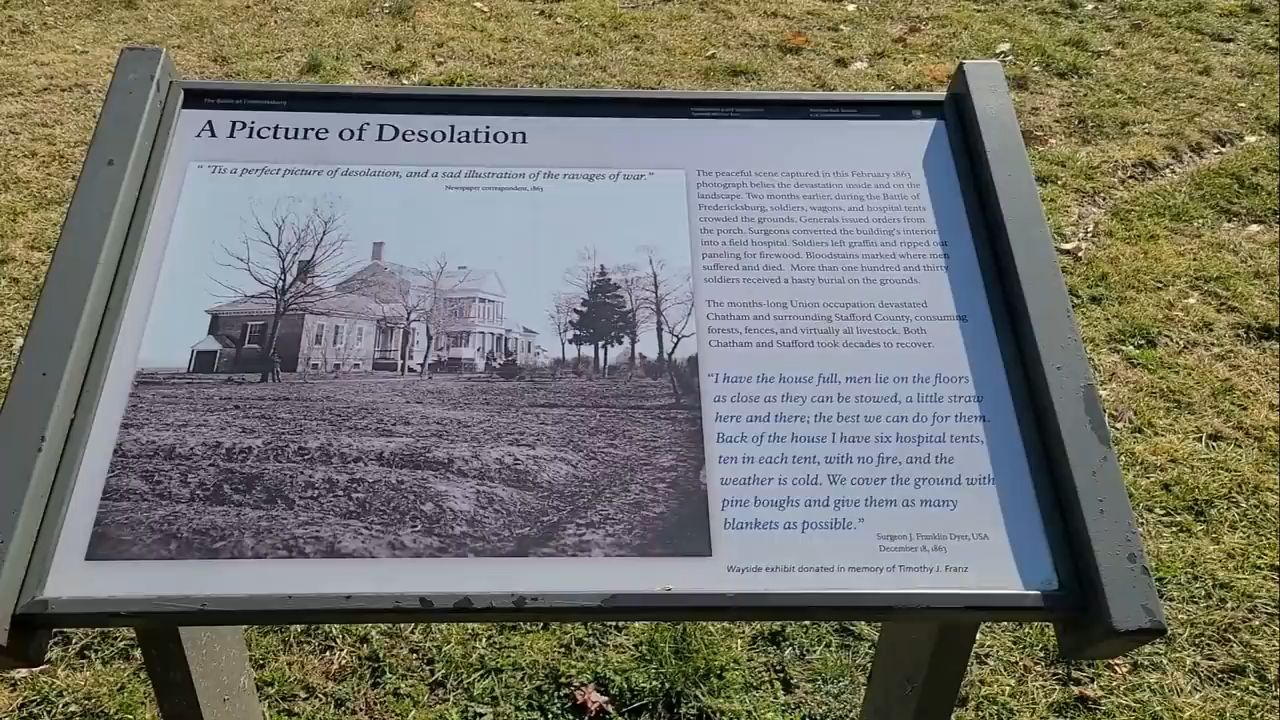 The Battle of Fredericksburg
A Picture of Desolation
“ 'Tis a perfect picture of desolation, and a sad illustration of the ravages of war.”
Newspaper correspondent, 1863
The peaceful scene captured in this February 1863
photograph belies the devastation inside and on the
landscape. Two months earlier, during the Battle of
Fredericksburg, soldiers, wagons, and hospital tents
crowded the grounds. Generals issued orders from
the porch. Surgeons converted the building's interior
into a field hospital. Soldiers left graffiti and ripped out
paneling for firewood. Bloodstains marked where men
suffered and died. More than one hundred and thirty
soldiers received a hasty burial on the grounds.
The months-long Union occupation devastated
Chatham and surrounding Stafford County, consuming
forests, fences, and virtually all livestock. Both
Chatham and Stafford took decades to recover.
“I have the house full, men lie on the floors
as close as they can be stowed, a little straw
here and there; the best we can do for them.
Back of the house I have six hospital tents,
ten in each tent, with no fire, and the
weather is cold. We cover the ground with
pine boughs and give them as many
blankets as possible.”
Surgeon J. Franklin Dyer, USA
December 18, 1863
Wayside exhibit donated in memory of Timothy J. Franz